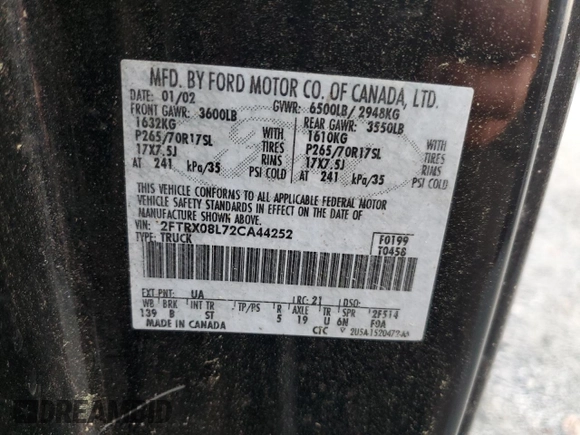 MFD. BY FORD MOTOR CO. OF CANADA, LTD.
DATE: 01/02 GVWR: 6500LB/ 2948KG
FRONT GAWR: 3600LB REAR GAWR: 3550LB
1632KG WITH 1610KG WITH
P265/70R17SL TIRES P265/70R17SL TIRES
17X7.5J RIMS 17X7.5J RIMS
AT 241 kPa/35 PSI COLD AT 241 kPa/35 PSI COLD
THIS VEHICLE CONFORMS TO ALL APPLICABLE FEDERAL MOTOR
VEHICLE SAFETY STANDARDS IN EFFECT ON THE DATE OF MANUFACTURE
SHOWN ABOVE.
VIN: 2FTRX08L72CA44252 F0199
TYPE: TRUCK T0458
EXT PNT: UA RC: 21 DSO:
WB BRK INT TR TP/PS R AXLE TR SPR 2F514
139 B ST 5 19 U 6N F9A
MADE IN CANADA CTC
DREAMBID